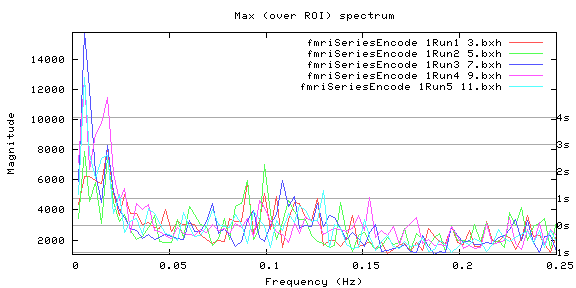 Max (over ROI) spectrum
fmriSeriesEncode 1Run1 3.bxh
fmriSeriesEncode 1Run2 5.bxh
fmriSeriesEncode 1Run3 7.bxh
fmriSeriesEncode 1Run4 9.bxh
fmriSeriesEncode 1Run5 11.bxh
14000
12000
10000
8000
6000
4000
2000
Magnitude
4s
3s
2s
1s
0s
1s
0 0.05 0.1 0.15 0.2 0.25
Frequency (Hz)